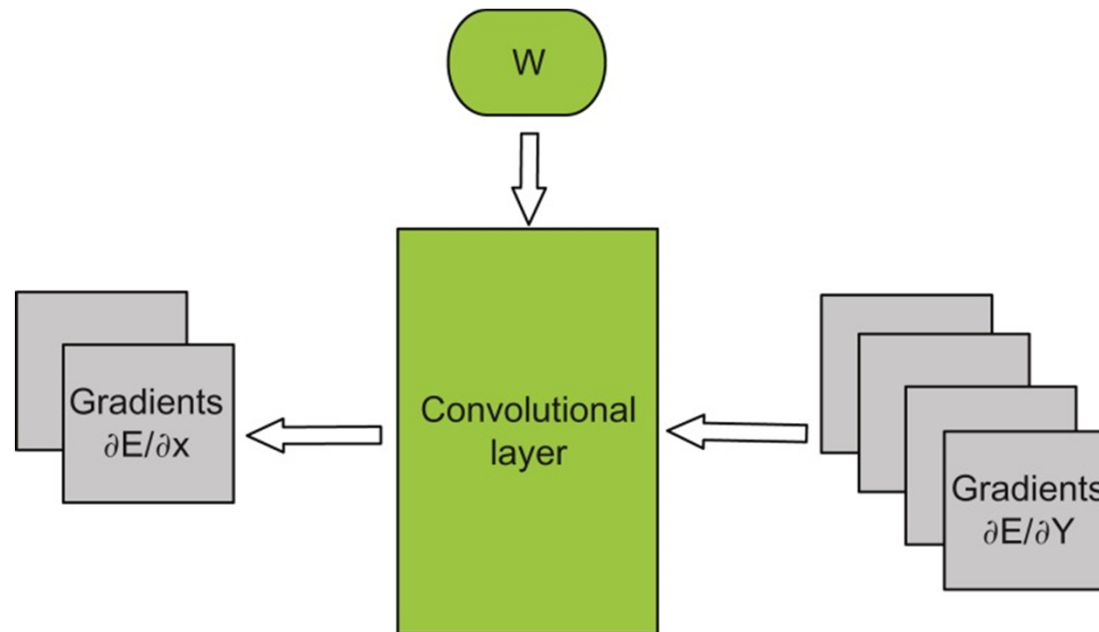 W
Gradients
∂E/∂x
Convolutional
layer
Gradients
∂E/∂Y